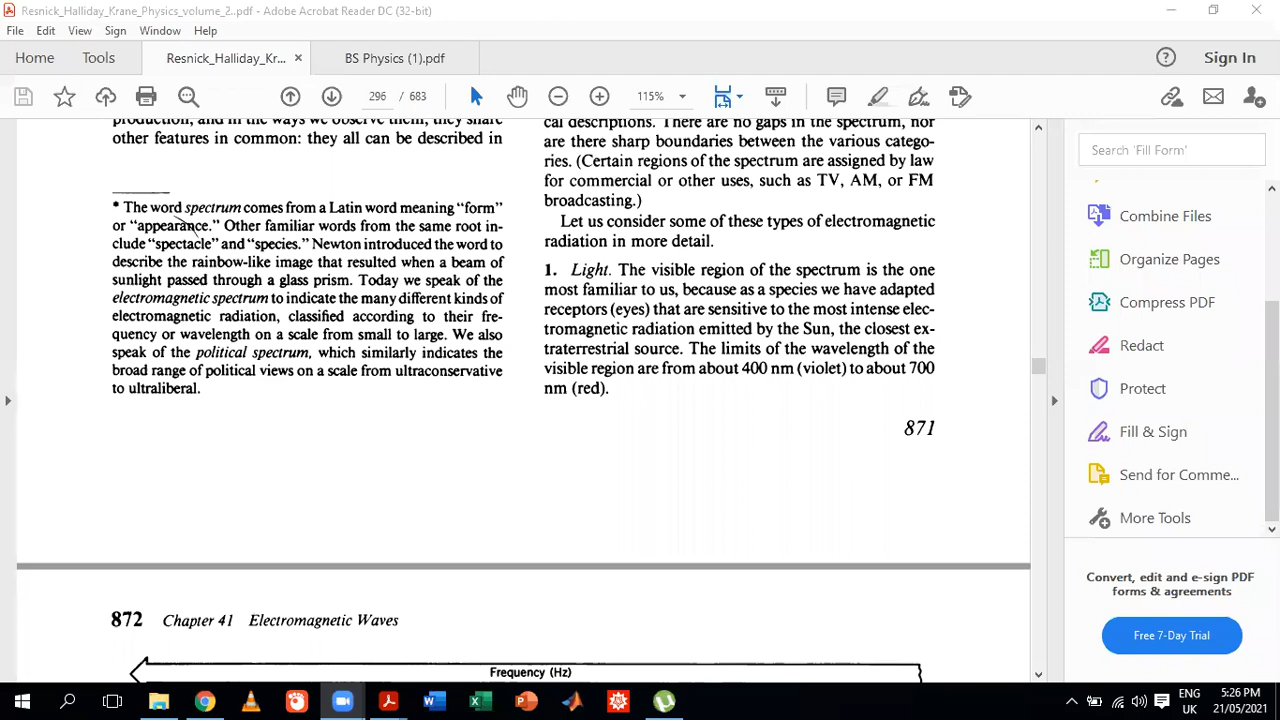 Resnick_Halliday_Krane_Physics_volume_2..pdf - Adobe Acrobat Reader DC (32-bit)
File Edit View Sign Window Help
Home Tools Resnick_Halliday_Kr... × BS Physics (1).pdf Sign In
296 / 683 115%
production, and in the ways we observe them, they share
other features in common: they all can be described in
* The word spectrum comes from a Latin word meaning “form”
or “appearance.” Other familiar words from the same root in-
clude “spectacle” and “species.” Newton introduced the word to
describe the rainbow-like image that resulted when a beam of
sunlight passed through a glass prism. Today we speak of the
electromagnetic spectrum to indicate the many different kinds of
electromagnetic radiation, classified according to their fre-
quency or wavelength on a scale from small to large. We also
speak of the political spectrum, which similarly indicates the
broad range of political views on a scale from ultraconservative
to ultraliberal.
cal descriptions. There are no gaps in the spectrum, nor
are there sharp boundaries between the various catego-
ries. (Certain regions of the spectrum are assigned by law
for commercial or other uses, such as TV, AM, or FM
broadcasting.)
Let us consider some of these types of electromagnetic
radiation in more detail.
1. Light. The visible region of the spectrum is the one
most familiar to us, because as a species we have adapted
receptors (eyes) that are sensitive to the most intense elec-
tromagnetic radiation emitted by the Sun, the closest ex-
traterrestrial source. The limits of the wavelength of the
visible region are from about 400 nm (violet) to about 700
nm (red).
871
872 Chapter 41 Electromagnetic Waves
Frequency (Hz)
Search 'Fill Form'
Combine Files
Organize Pages
Compress PDF
Redact
Protect
Fill & Sign
Send for Comme...
More Tools
Convert, edit and e-sign PDF
forms & agreements
Free 7-Day Trial
ENG
UK
5:26 PM
21/05/2021